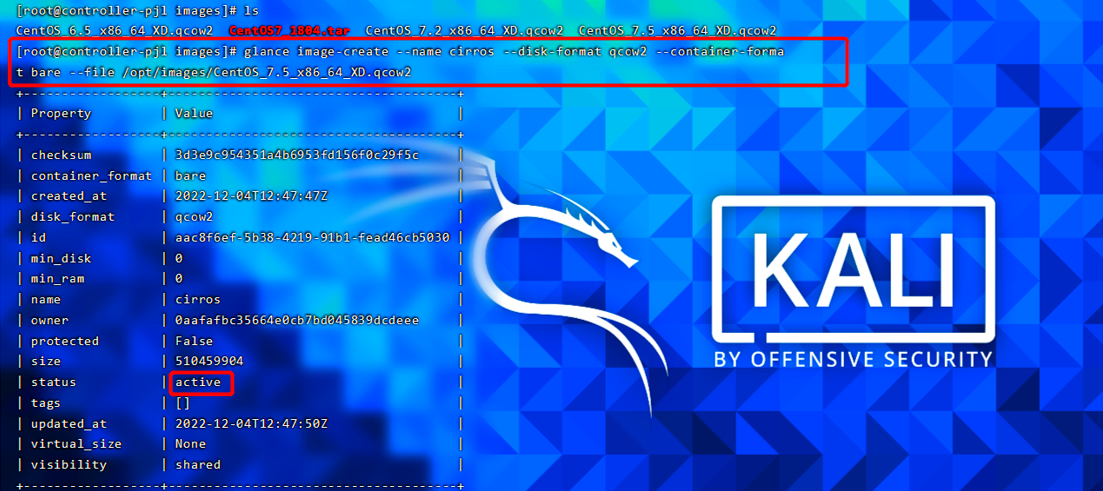 [root@controller-pjl images]# ls
CentOS_6.5_x86_64_XD.qcow2  CentOS7_1804.tar  CentOS_7.2_x86_64_XD.qcow2  CentOS_7.5_x86_64_XD.qcow2
[root@controller-pjl images]# glance image-create --name cirros --disk-format qcow2 --container-forma
t bare --file /opt/images/CentOS_7.5_x86_64_XD.qcow2
+------------------+--------------------------------------+
| Property         | Value                                |
+------------------+--------------------------------------+
| checksum         | 3d3e9c954351a4b6953fd156f0c29f5c     |
| container_format | bare                                 |
| created_at       | 2022-12-04T12:47:47Z                 |
| disk_format      | qcow2                                |
| id               | aac8f6ef-5b38-4219-91b1-fead46cb5030 |
| min_disk         | 0                                    |
| min_ram          | 0                                    |
| name             | cirros                               |
| owner            | 0aafafbc35664e0cb7bd045839dcdeee     |
| protected        | False                                |
| size             | 510459904                            |
| status           | active                               |
| tags             | []                                   |
| updated_at       | 2022-12-04T12:47:50Z                 |
| virtual_size     | None                                 |
| visibility       | shared                               |
+------------------+--------------------------------------+
KALI
BY OFFENSIVE SECURITY